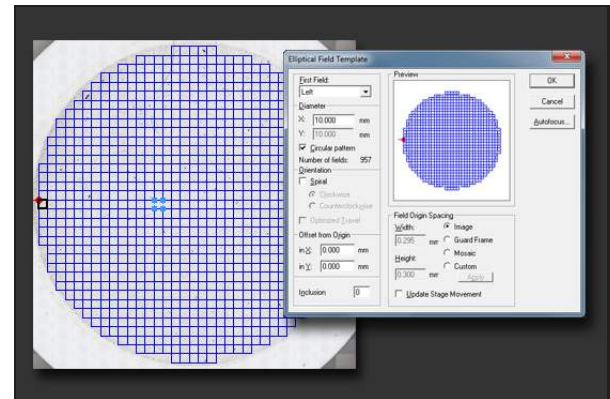 Elliptical Field Template
First Field:
Left
Diameter
X: 10.000 mm
Y: 10.000 mm
Circular pattern
Number of fields: 957
Orientation
Spiral
Clockwise
Counterclockwise
Optimized Travel
Offset from Origin
in X: 0.000 mm
in Y: 0.000 mm
Inclusion 0
Preview
Field Origin Spacing
Width: Image
0.295 mm Guard Frame
Mosaic
Height: Custom
0.300 mm Apply
Update Stage Movement
OK
Cancel
Autofocus...